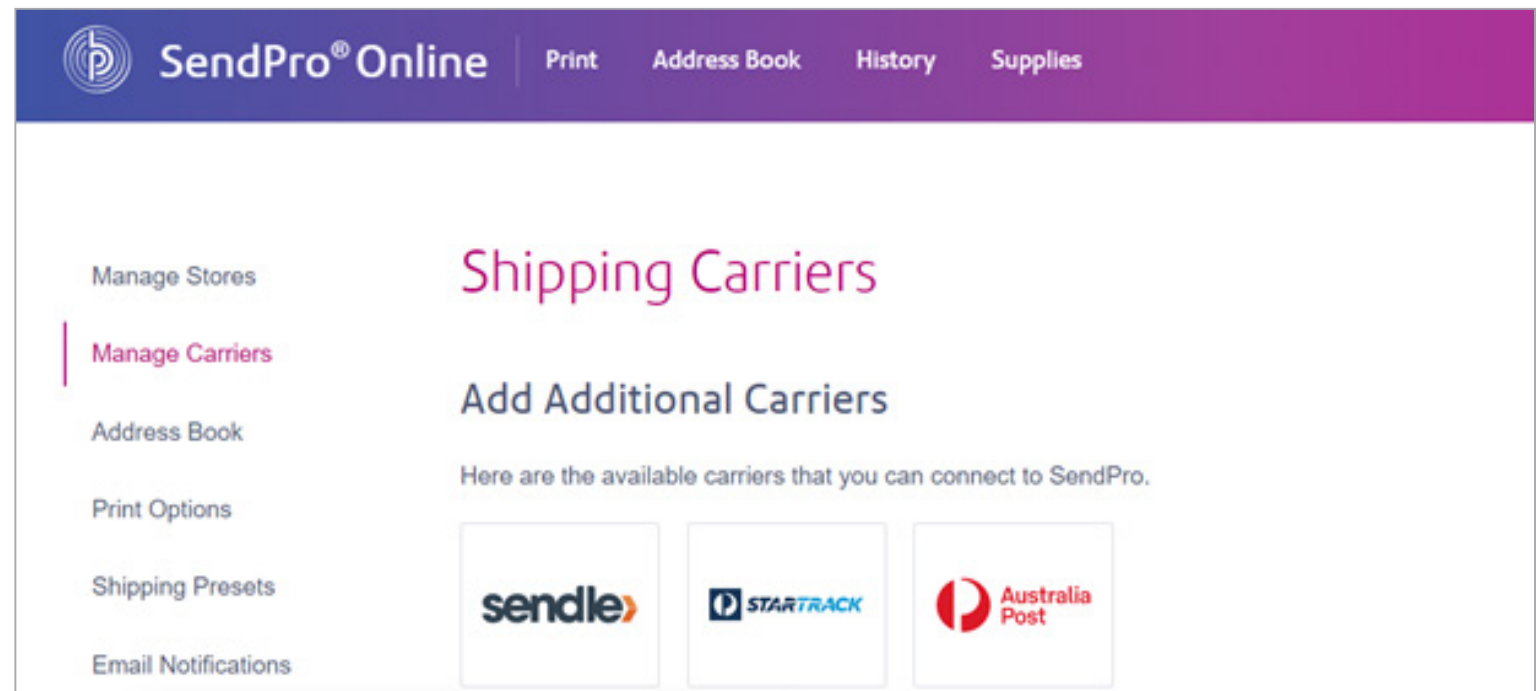 SendPro® Online
Print
Address Book
History
Supplies
Manage Stores
Manage Carriers
Address Book
Print Options
Shipping Presets
Email Notifications
Shipping Carriers
Add Additional Carriers
Here are the available carriers that you can connect to SendPro.
sendle
STARTRACK
Australia
Post